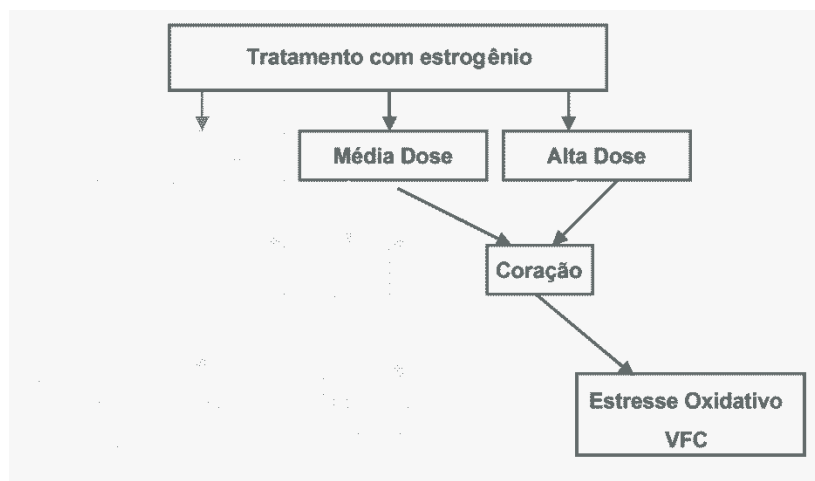 Tratamento com estrogênio
Média Dose
Alta Dose
Coração
Estresse Oxidativo
VFC